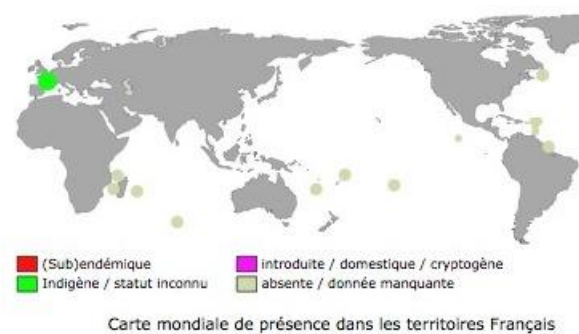 (Sub)endémique
introduite / domestique / cryptogène
Indigène / statut inconnu
absente / donnée manquante
Carte mondiale de présence dans les territoires Français